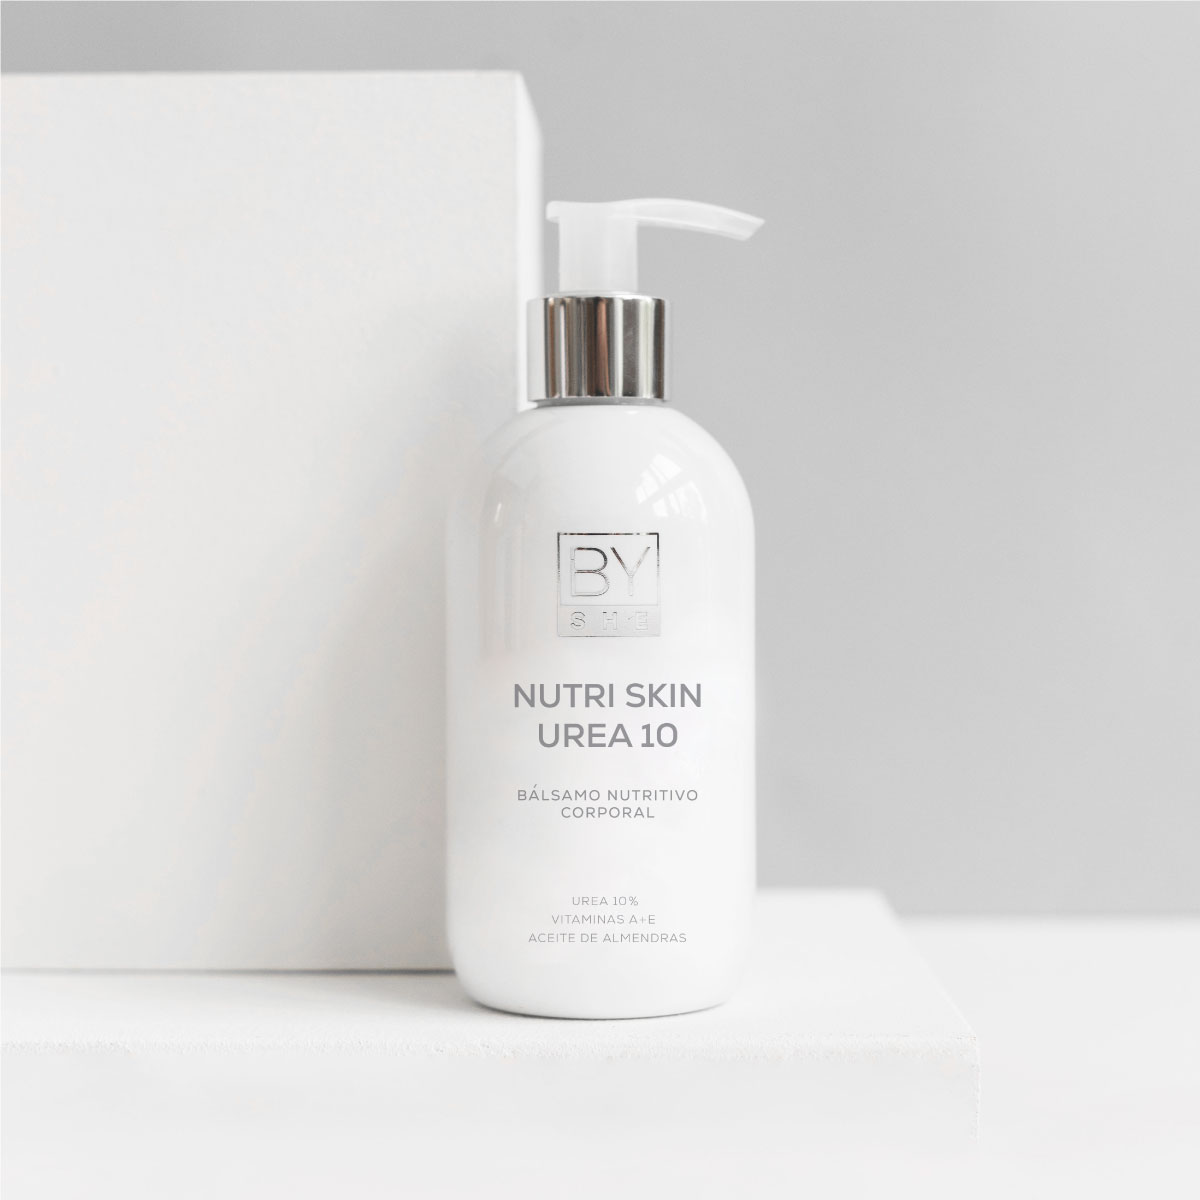 BY
SHE
NUTRI SKIN
UREA 10
BÁLSAMO NUTRITIVO
CORPORAL
UREA 10%
VITAMINAS A+E
ACEITE DE ALMENDRAS